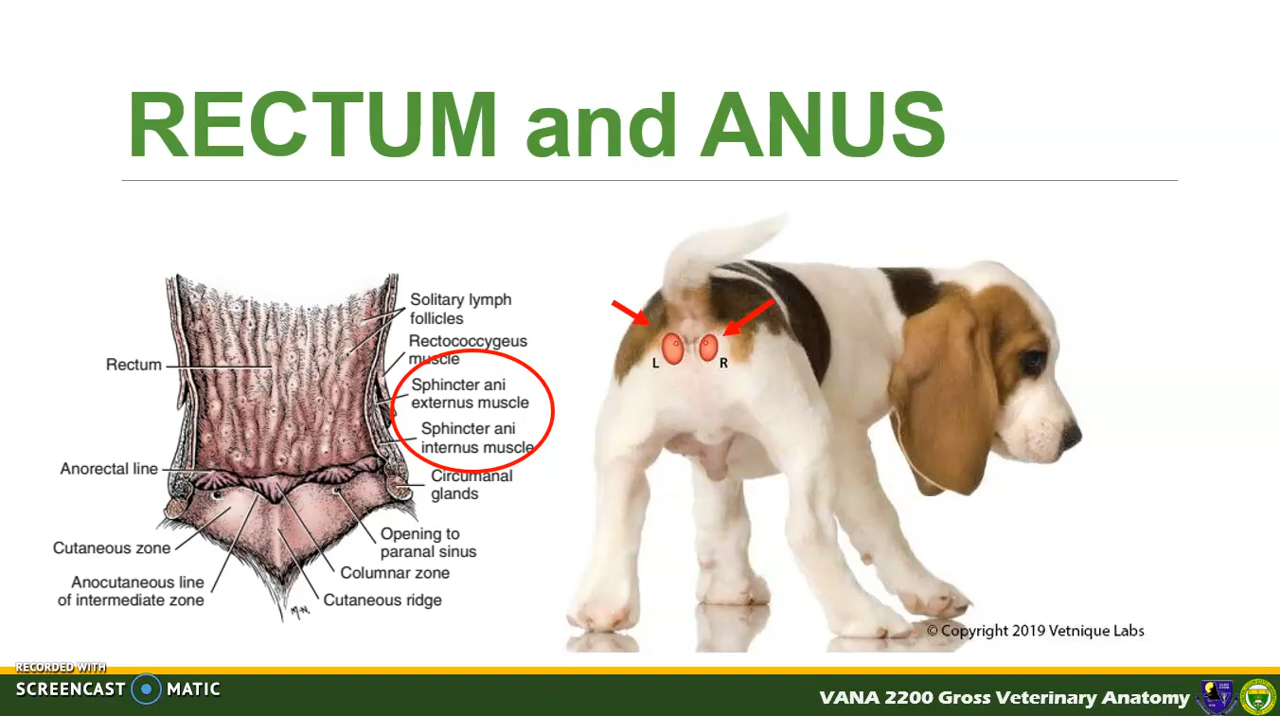 RECTUM and ANUS
Solitary lymph
follicles
Rectococcygeus
muscle
Rectum
Sphincter ani
externus muscle
Sphincter ani
internus muscle
Anorectal line
Circumanal
glands
Opening to
paranal sinus
Cutaneous zone
Columnar zone
Anocutaneous line
of intermediate zone
Cutaneous ridge
M-N
L
R
© Copyright 2019 Vetnique Labs
RECORDED WITH
SCREENCAST MATIC
VANA 2200 Gross Veterinary Anatomy